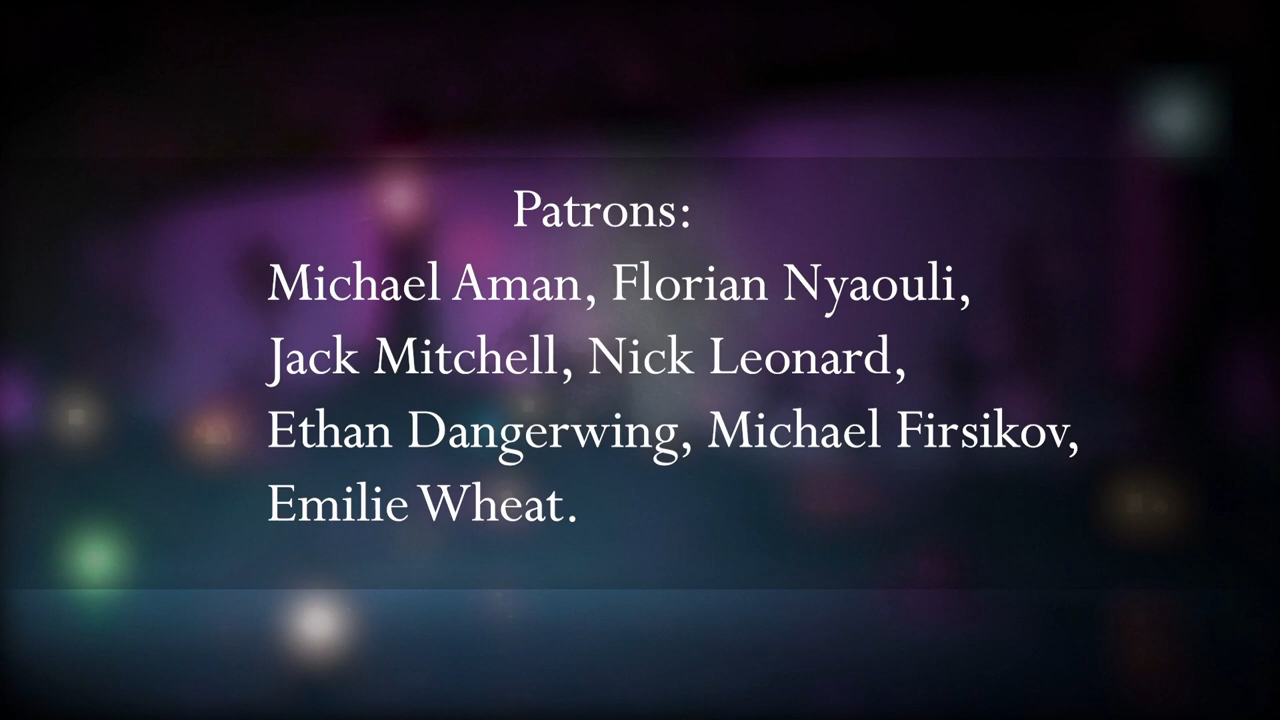 Patrons:
Michael Aman, Florian Nyaouli,
Jack Mitchell, Nick Leonard,
Ethan Dangerwing, Michael Firsikov,
Emilie Wheat.